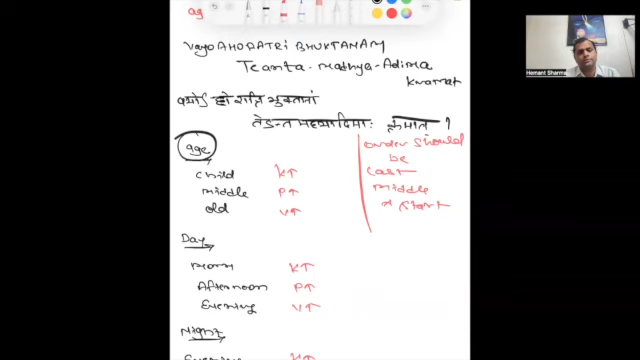 ag
Vayo AHORATRI BHUKTANAM
Teanta - madhya - Adima
Kramat
वयोऽ हो रात्रि भुक्तानां
तेऽन्त मध्यादिमाः क्रमात ।
age
order should
be
Last
middle
* Start
child K↑
middle P↑
old V↑
Day
morn K↑
Afternoon P↑
Evening V↑
Night
Evening K↑
Hemant Sharma